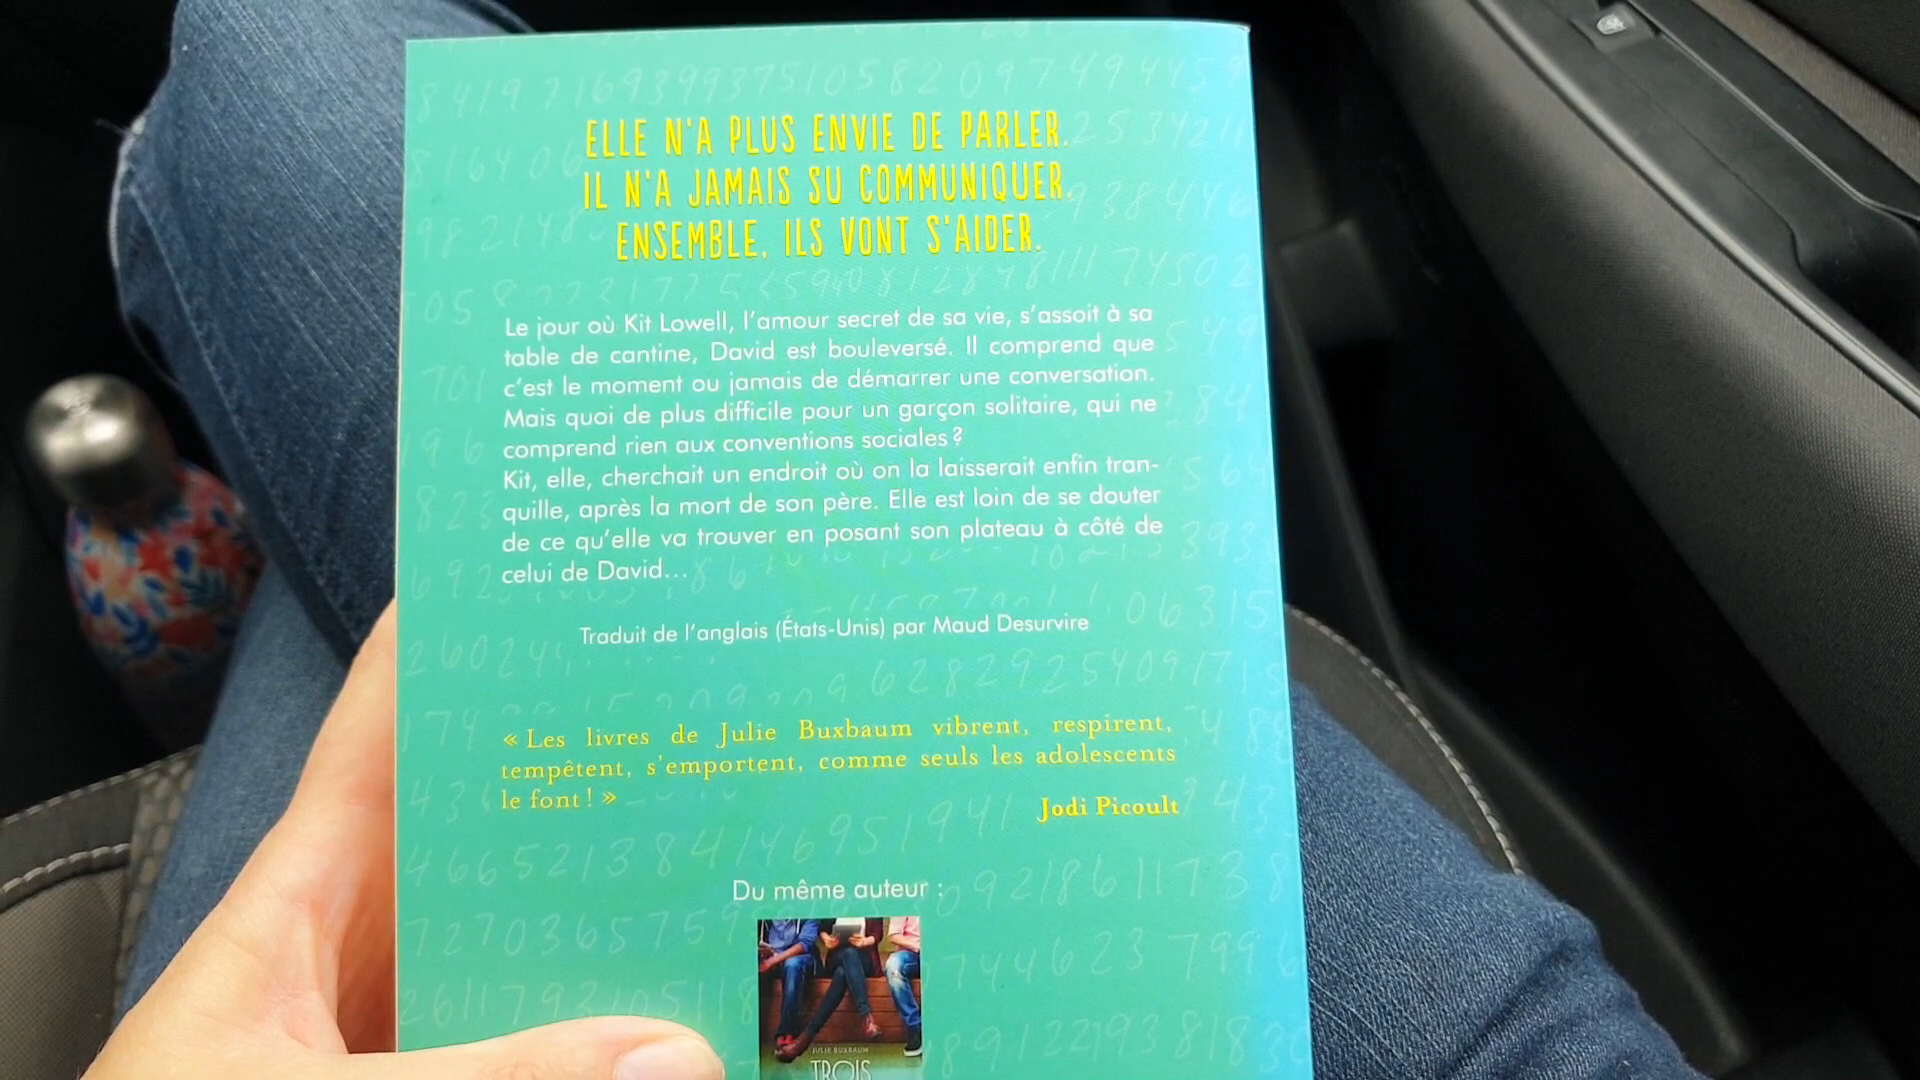 ELLE N'A PLUS ENVIE DE PARLER.
IL N'A JAMAIS SU COMMUNIQUER.
ENSEMBLE, ILS VONT S'AIDER.
Le jour où Kit Lowell, l'amour secret de sa vie, s'assoit à sa
table de cantine, David est bouleversé. Il comprend que
c'est le moment ou jamais de démarrer une conversation.
Mais quoi de plus difficile pour un garçon solitaire, qui ne
comprend rien aux conventions sociales ?
Kit, elle, cherchait un endroit où on la laisserait enfin tran-
quille, après la mort de son père. Elle est loin de se douter
de ce qu'elle va trouver en posant son plateau à côté de
celui de David...
Traduit de l'anglais (États-Unis) par Maud Desurvire
« Les livres de Julie Buxbaum vibrent, respirent,
tempêtent, s'emportent, comme seuls les adolescents
le font ! »
Jodi Picoult
Du même auteur :
JULIE BUXBAUM
TROIS